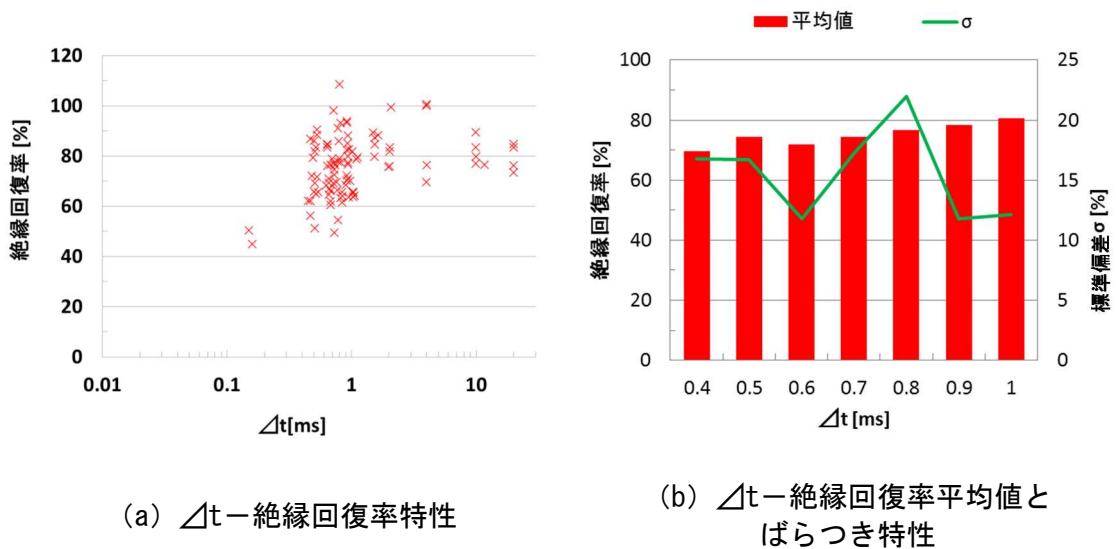 絶縁回復率 [%]
120
100
80
60
40
20
0
0.01 0.1 1 10
⊿t[ms]
(a) ⊿t－絶縁回復率特性
平均値 σ
絶縁回復率 [%]
100
80
60
40
20
0
25
20
15
10
5
0
標準偏差σ [%]
0.4 0.5 0.6 0.7 0.8 0.9 1
⊿t [ms]
(b) ⊿t－絶縁回復率平均値と
ばらつき特性